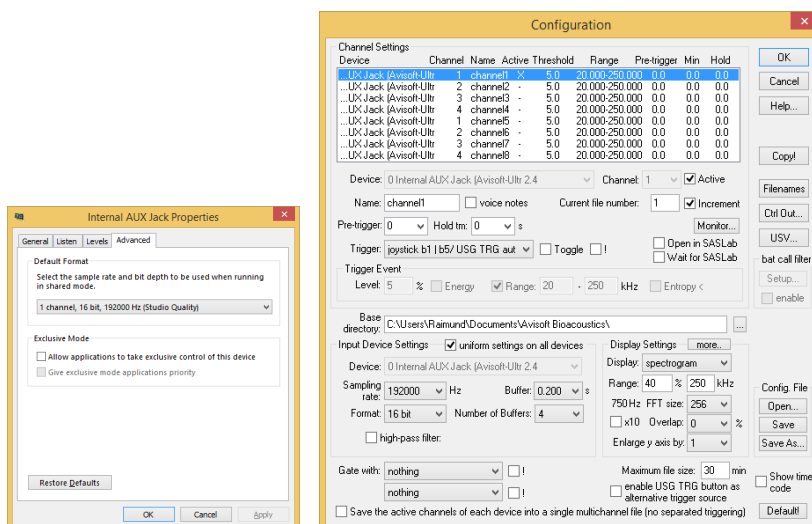 Internal AUX Jack Properties
General Listen Levels Advanced
Default Format
Select the sample rate and bit depth to be used when running
in shared mode.
1 channel, 16 bit, 192000 Hz (Studio Quality)
Exclusive Mode
Allow applications to take exclusive control of this device
Give exclusive mode applications priority
Restore Defaults
OK Cancel Apply
Configuration
Channel Settings
Device Channel Name Active Threshold Range Pre-trigger Min Hold
...UX Jack (Avisoft-Ultr 1 channel1 X 5.0 20.000-250.000 0.0 0.0 0.0
...UX Jack (Avisoft-Ultr 2 channel2 - 5.0 20.000-250.000 0.0 0.0 0.0
...UX Jack (Avisoft-Ultr 3 channel3 - 5.0 20.000-250.000 0.0 0.0 0.0
...UX Jack (Avisoft-Ultr 4 channel4 - 5.0 20.000-250.000 0.0 0.0 0.0
...UX Jack (Avisoft-Ultr 1 channel5 - 5.0 20.000-250.000 0.0 0.0 0.0
...UX Jack (Avisoft-Ultr 2 channel6 - 5.0 20.000-250.000 0.0 0.0 0.0
...UX Jack (Avisoft-Ultr 3 channel7 - 5.0 20.000-250.000 0.0 0.0 0.0
...UX Jack (Avisoft-Ultr 4 channel8 - 5.0 20.000-250.000 0.0 0.0 0.0
Device: 0 Internal AUX Jack (Avisoft-Ultr 2.4 Channel: 1 Active
Name: channel1 voice notes Current file number: 1 Increment
Pre-trigger: 0 Hold tm: 0 s Monitor...
Trigger: joystick b1 | b5/ USG TRG aut Toggle ! Open in SASLab
Wait for SASLab
Trigger Event
Level: 5 % Energy Range: 20 - 250 kHz Entropy <
Base
directory: C:\Users\Raimund\Documents\Avisoft Bioacoustics\ ...
Input Device Settings uniform settings on all devices
Device: 0 Internal AUX Jack (Avisoft-Ultr 2.4
Sampling
rate: 192000 Hz Buffer: 0.200 s
Format: 16 bit Number of Buffers: 4
high-pass filter:
Display Settings more..
Display: spectrogram
Range: 40 % 250 kHz
750 Hz FFT size: 256
x10 Overlap: 0 %
Enlarge y axis by: 1
Gate with: nothing !
nothing !
Maximum file size: 30 min
enable USG TRG button as
alternative trigger source
Save the active channels of each device into a single multichannel file (no separated triggering)
OK
Cancel
Help...
Copy!
Filenames
Ctrl Out...
USV...
bat call filter
Setup...
enable
Config. File
Open...
Save
Save As...
Show time
code
Default!